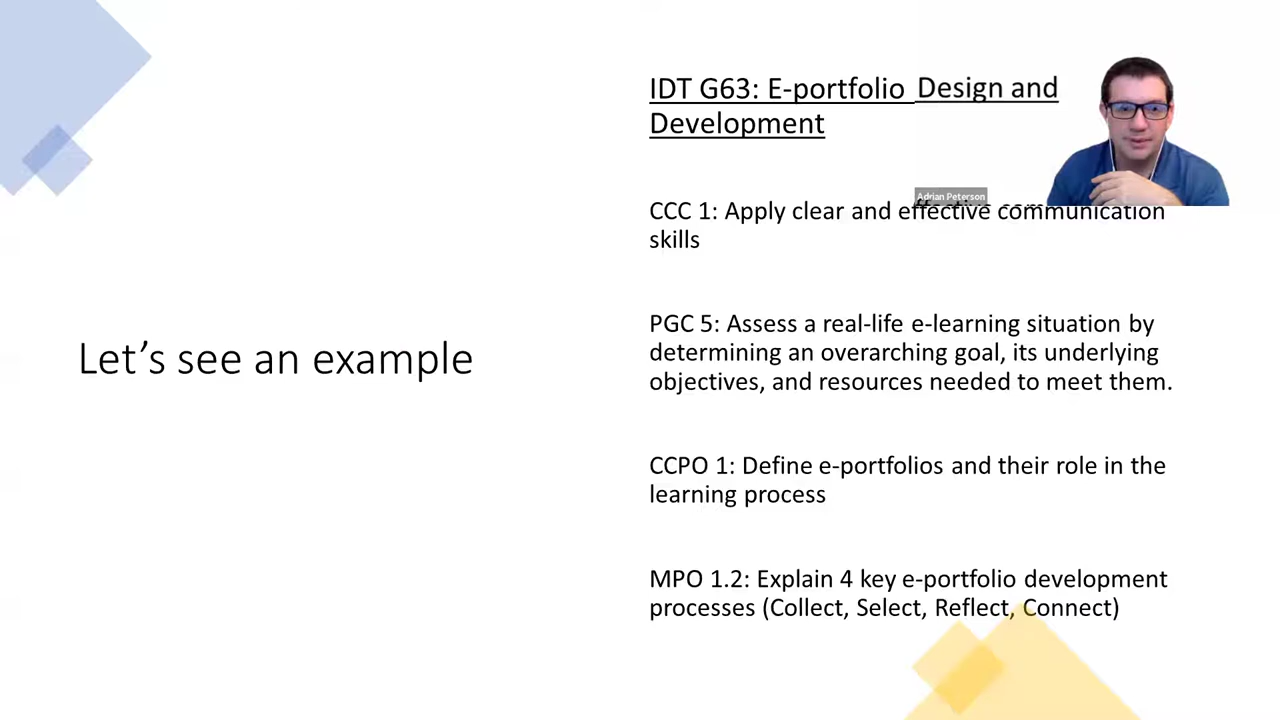 Let’s see an example
IDT G63: E-portfolio Design and
Development
Adrian Peterson
CCC 1: Apply clear and effective communication
skills
PGC 5: Assess a real-life e-learning situation by
determining an overarching goal, its underlying
objectives, and resources needed to meet them.
CCPO 1: Define e-portfolios and their role in the
learning process
MPO 1.2: Explain 4 key e-portfolio development
processes (Collect, Select, Reflect, Connect)